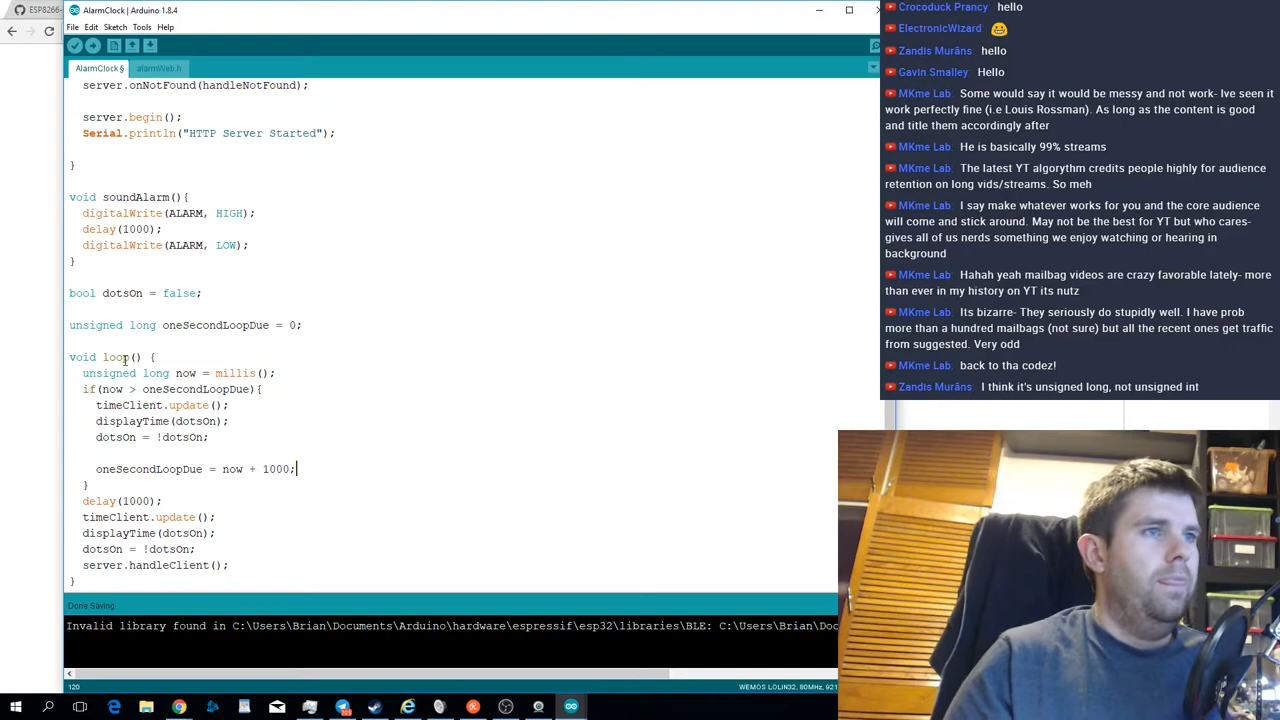 ESP8266-
AlarmClock | Arduino 1.8.4
File Edit Sketch Tools Help
AlarmClock § alarmWeb.h
server.onNotFound(handleNotFound);
server.begin();
Serial.println("HTTP Server Started");
}
void soundAlarm(){
digitalWrite(ALARM, HIGH);
delay(1000);
digitalWrite(ALARM, LOW);
}
bool dotsOn = false;
unsigned long oneSecondLoopDue = 0;
void loop() {
unsigned long now = millis();
if(now > oneSecondLoopDue){
timeClient.update();
displayTime(dotsOn);
dotsOn = !dotsOn;
oneSecondLoopDue = now + 1000;
}
delay(1000);
timeClient.update();
displayTime(dotsOn);
dotsOn = !dotsOn;
server.handleClient();
}
Done Saving.
Invalid library found in C:\Users\Brian\Documents\Arduino\hardware\espressif\esp32\libraries\BLE: C:\Users\Brian\Doc
120
WEMOS LOLIN32, 80MHz, 921
Crocoduck Prancy hello
ElectronicWizard
Zandis Murāns hello
Gavin Smalley Hello
MKme Lab Some would say it would be messy and not work- Ive seen it
work perfectly fine (i.e Louis Rossman). As long as the content is good
and title them accordingly after
MKme Lab He is basically 99% streams
MKme Lab The latest YT algorythm credits people highly for audience
retention on long vids/streams. So meh
MKme Lab I say make whatever works for you and the core audience
will come and stick around. May not be the best for YT but who cares-
gives all of us nerds something we enjoy watching or hearing in
background
MKme Lab Hahah yeah mailbag videos are crazy favorable lately- more
than ever in my history on YT its nutz
MKme Lab Its bizarre- They seriously do stupidly well. I have prob
more than a hundred mailbags (not sure) but all the recent ones get traffic
from suggested. Very odd
MKme Lab back to tha codez!
Zandis Murāns I think it's unsigned long, not unsigned int